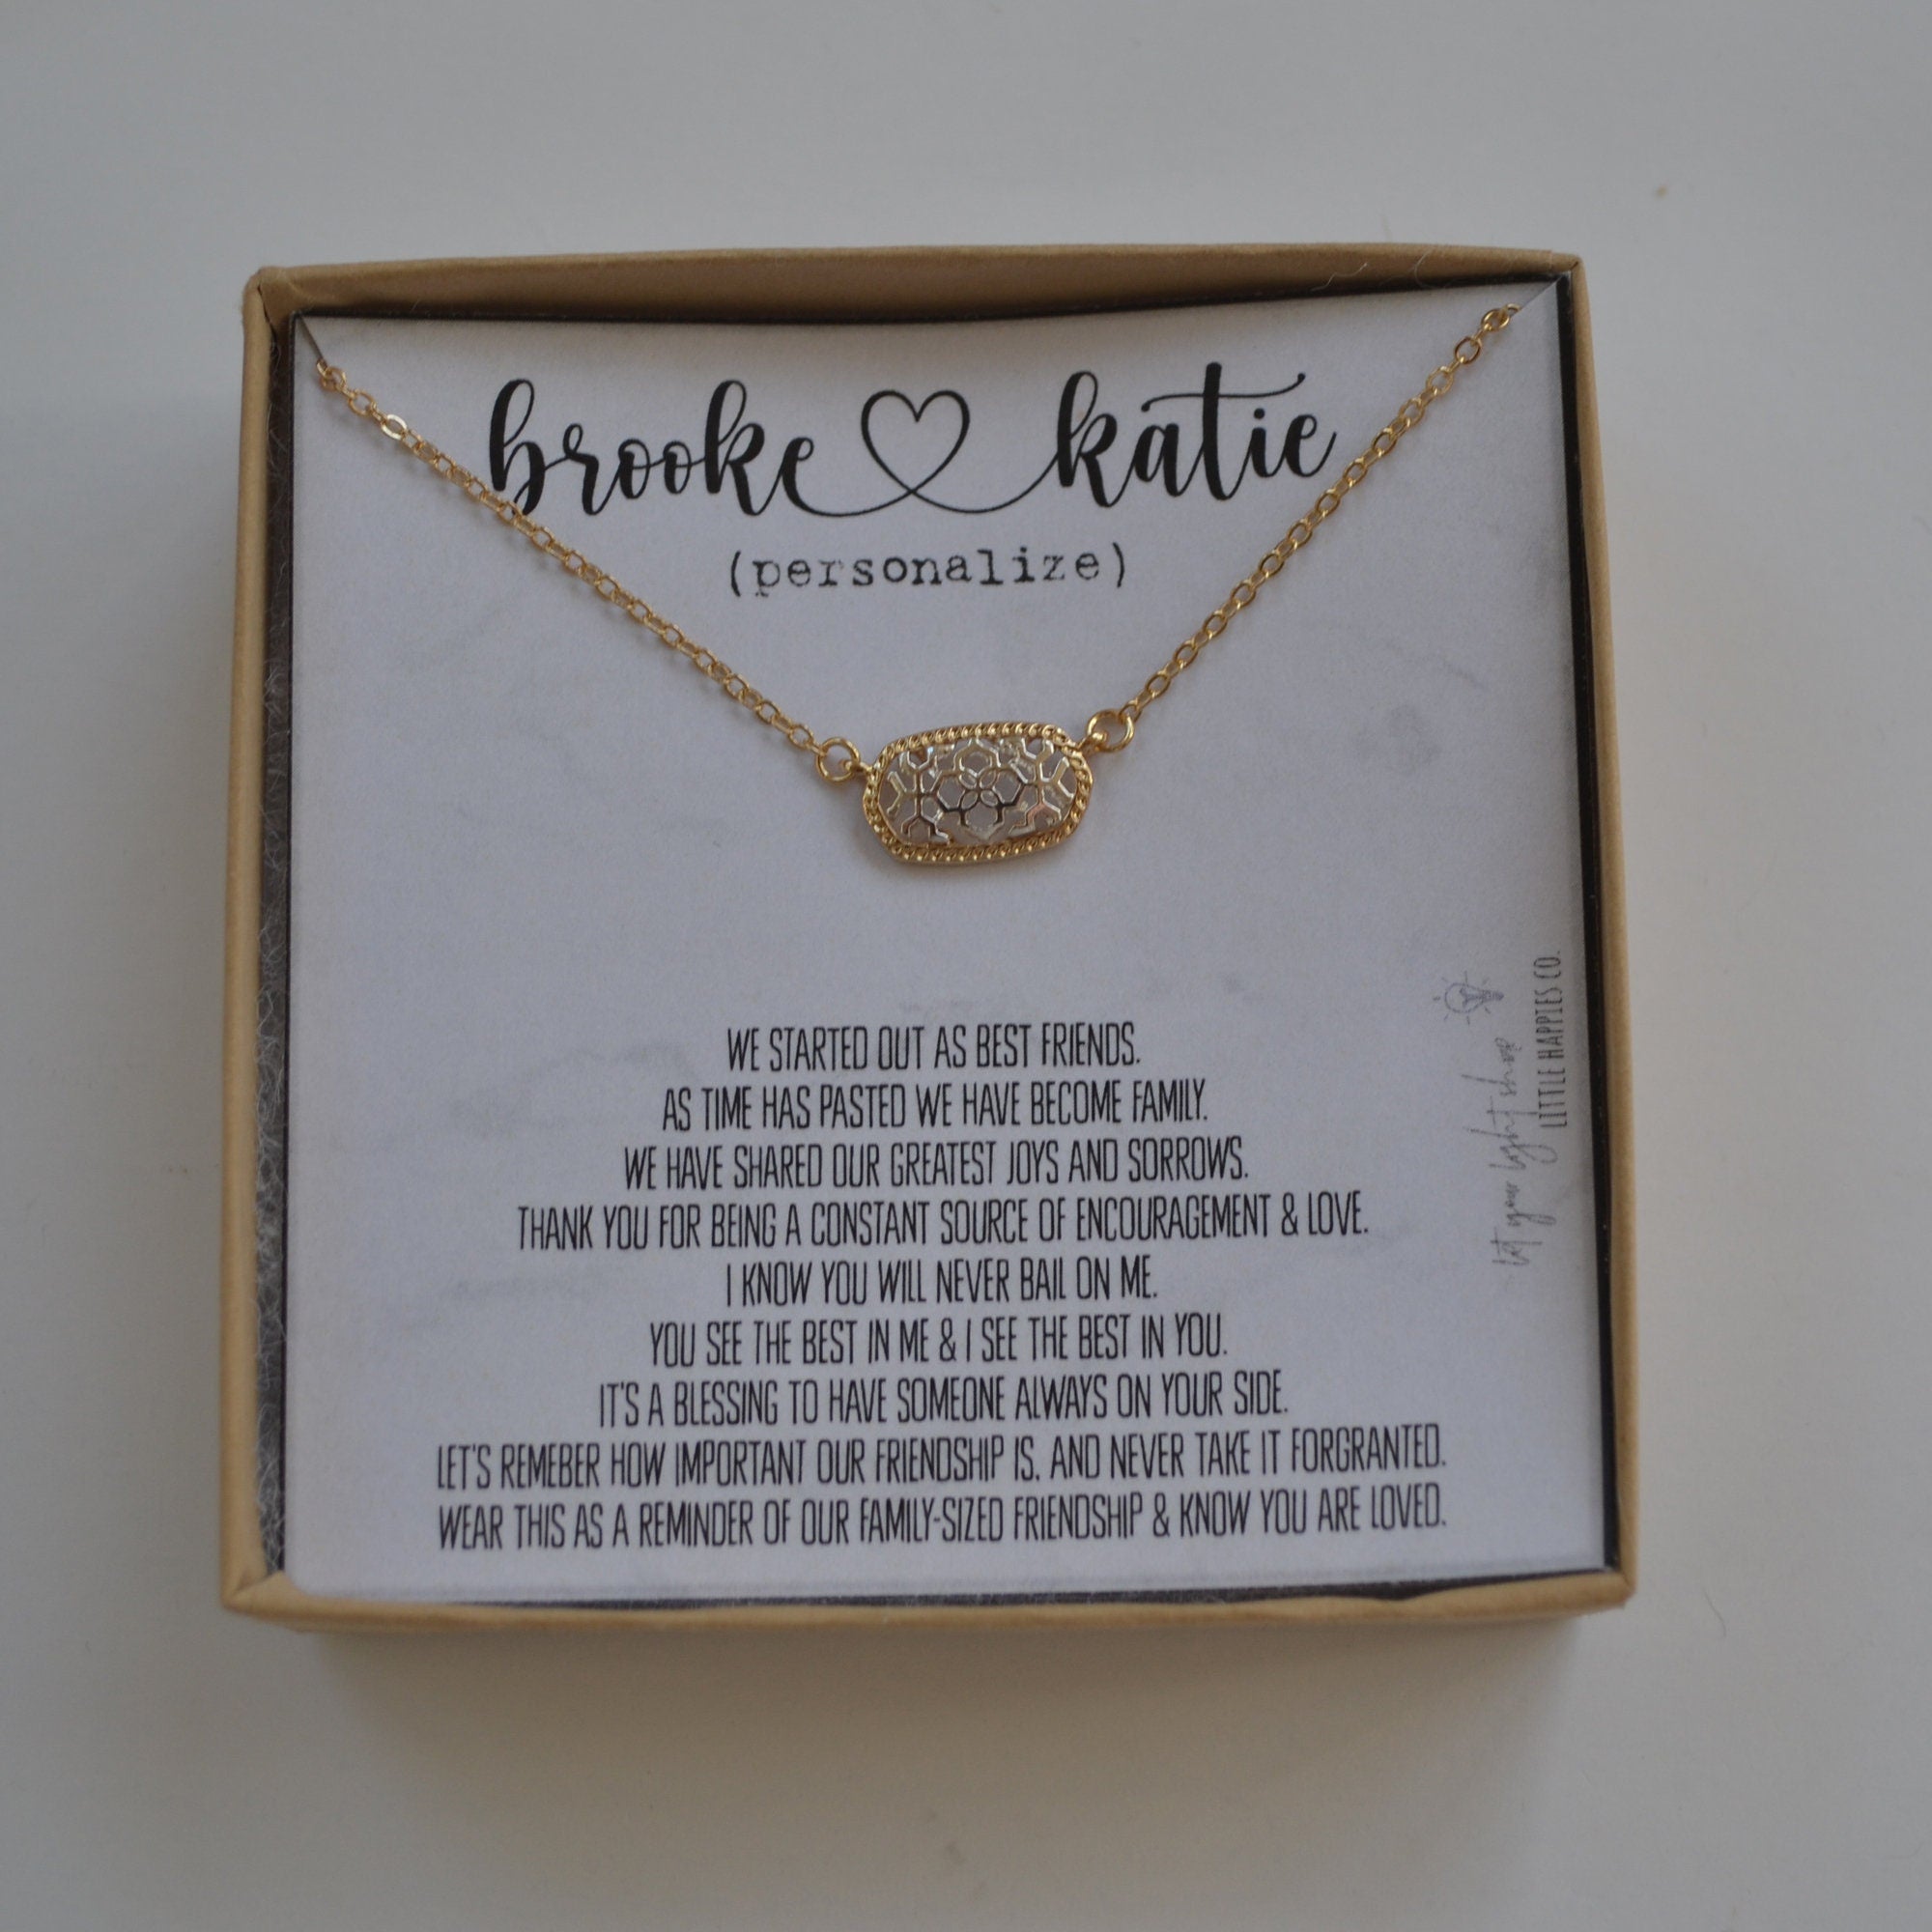 brooke katie
(personalize)
WE STARTED OUT AS BEST FRIENDS.
AS TIME HAS PASTED WE HAVE BECOME FAMILY.
WE HAVE SHARED OUR GREATEST JOYS AND SORROWS.
THANK YOU FOR BEING A CONSTANT SOURCE OF ENCOURAGEMENT & LOVE.
I KNOW YOU WILL NEVER BAIL ON ME.
YOU SEE THE BEST IN ME & I SEE THE BEST IN YOU.
IT'S A BLESSING TO HAVE SOMEONE ALWAYS ON YOUR SIDE.
LET'S REMEBER HOW IMPORTANT OUR FRIENDSHIP IS, AND NEVER TAKE IT FORGRANTED.
WEAR THIS AS A REMINDER OF OUR FAMILY-SIZED FRIENDSHIP & KNOW YOU ARE LOVED.
let your light shine
LITTLE HAPPIES CO.